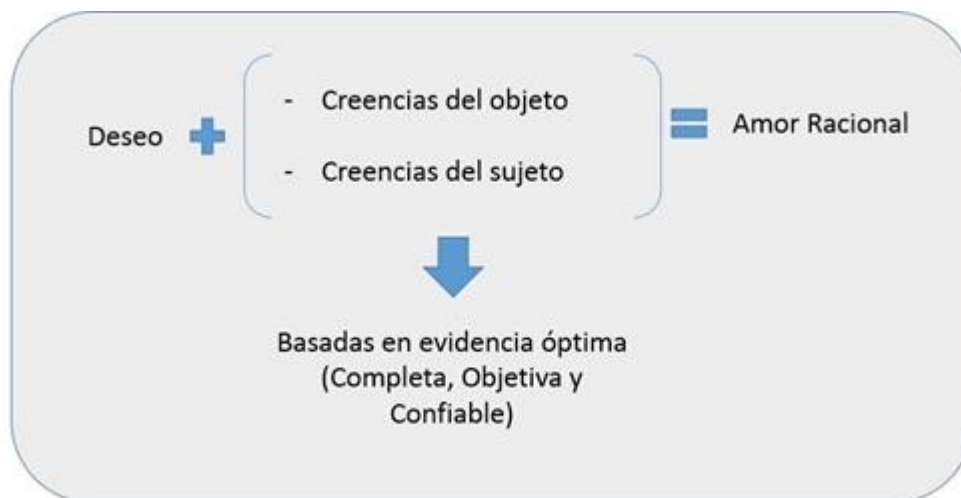 - Creencias del objeto
Deseo
Amor Racional
- Creencias del sujeto
Basadas en evidencia óptima
(Completa, Objetiva y
Confiable)